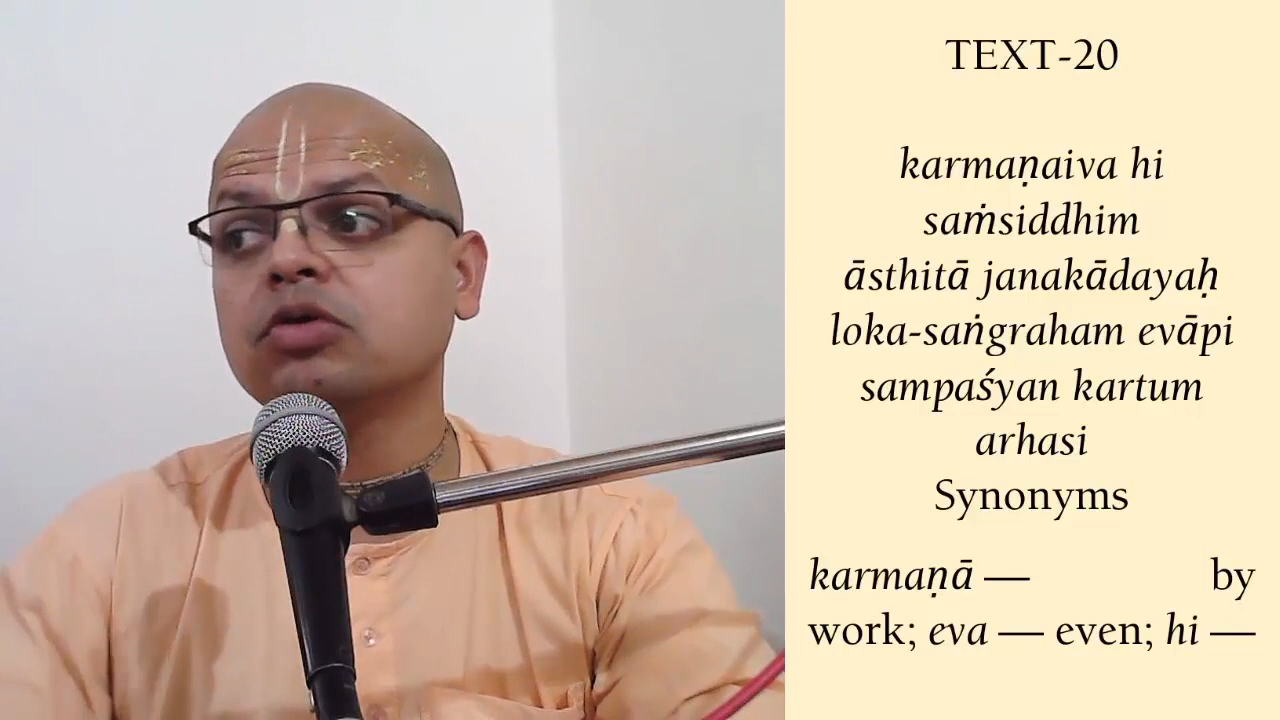 TEXT-20
karmaṇaiva hi
saṁsiddhim
āsthitā janakādayaḥ
loka-saṅgraham evāpi
sampaśyan kartum
arhasi
Synonyms
karmaṇā — by
work; eva — even; hi —